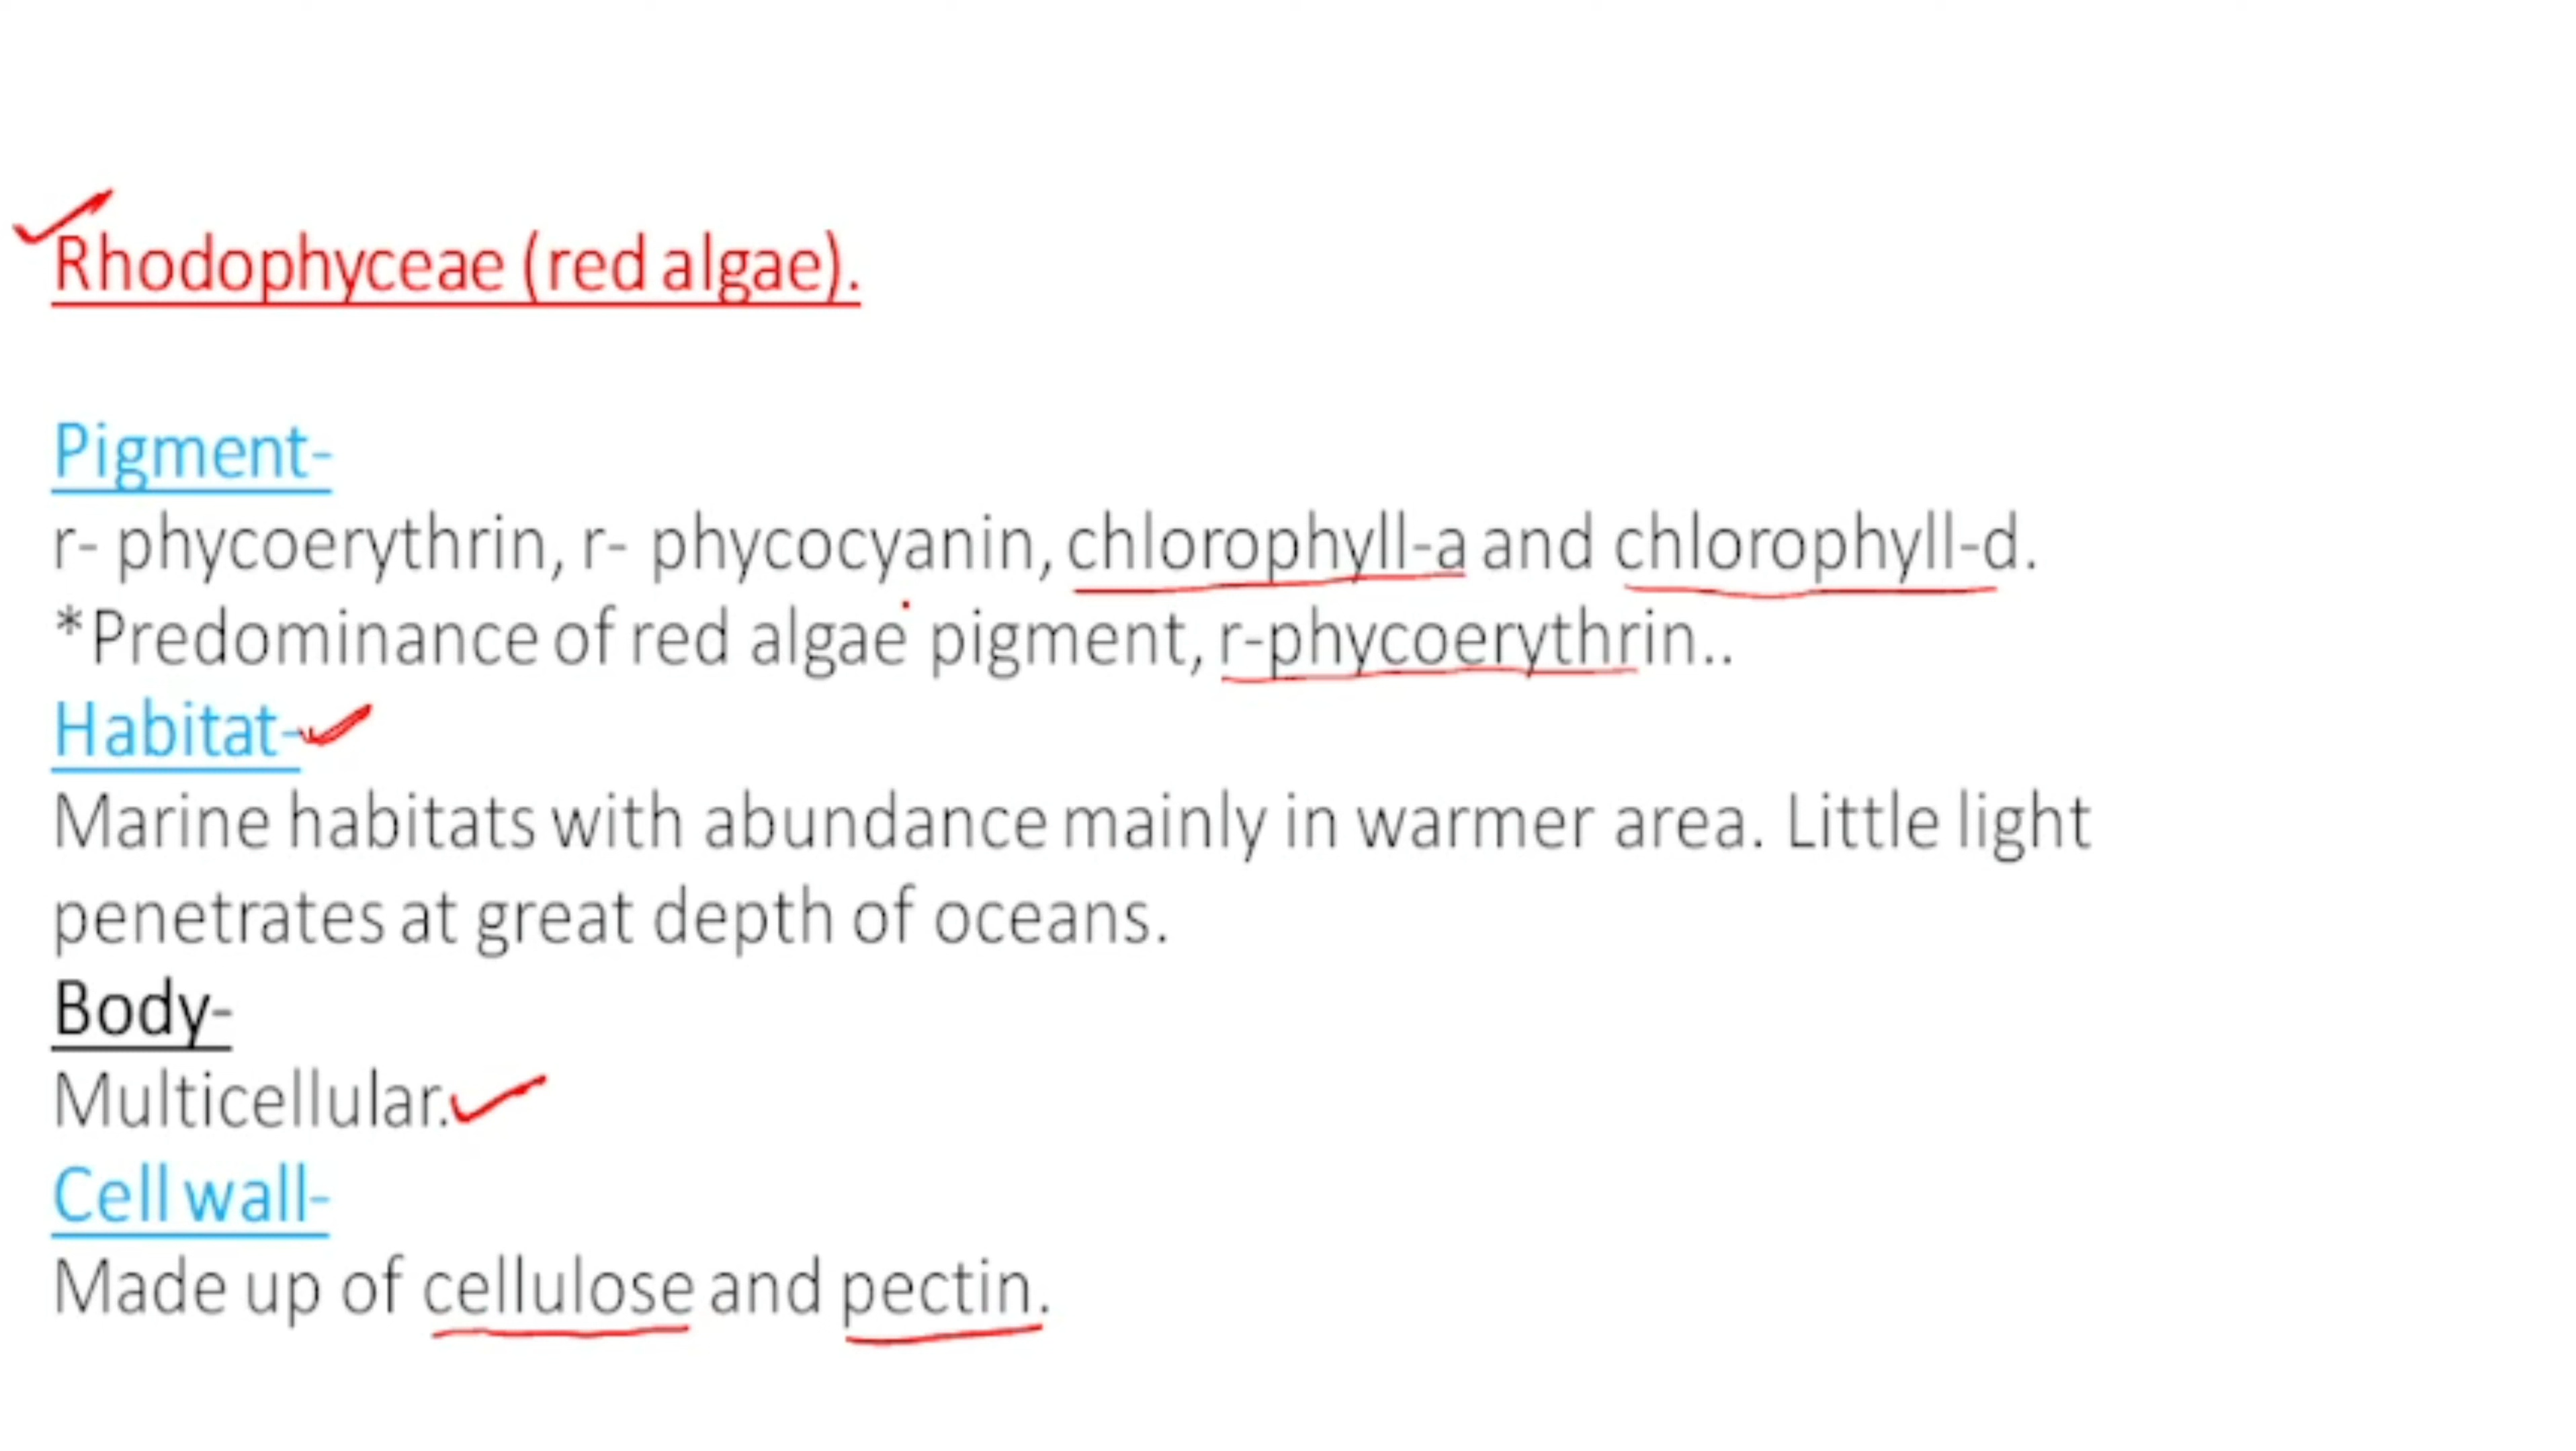 Rhodophyceae (red algae).
Pigment-
r- phycoerythrin, r- phycocyanin, chlorophyll-a and chlorophyll-d.
*Predominance of red algae pigment, r-phycoerythrin..
Habitat-
Marine habitats with abundance mainly in warmer area. Little light
penetrates at great depth of oceans.
Body-
Multicellular.
Cell wall-
Made up of cellulose and pectin.